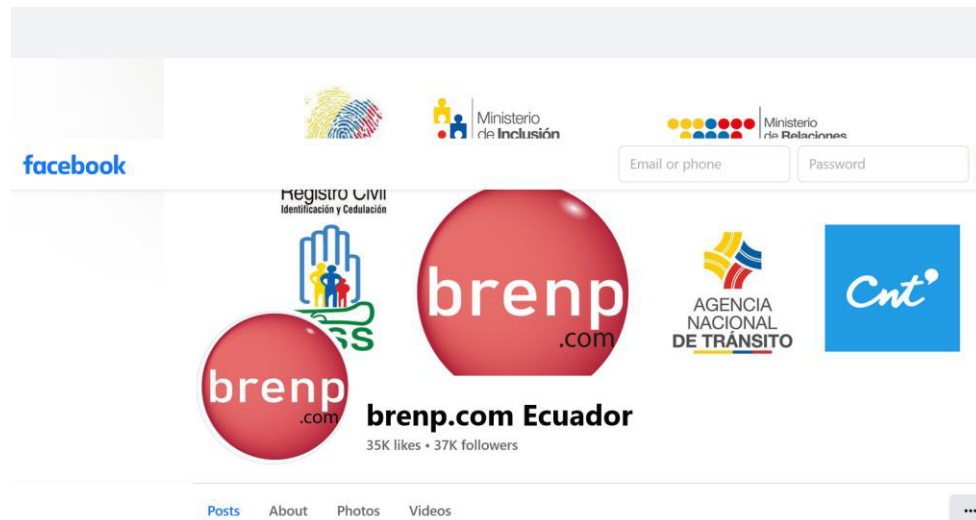 Ministerio
de Inclusión
Ministerio
de Relaciones
facebook
Email or phone
Password
Registro Civil
Identificación y Cedulación
brenp
.com
AGENCIA
NACIONAL
DE TRÁNSITO
Cnt
SS
brenp
.com
brenp.com Ecuador
35K likes • 37K followers
Posts
About
Photos
Videos
...